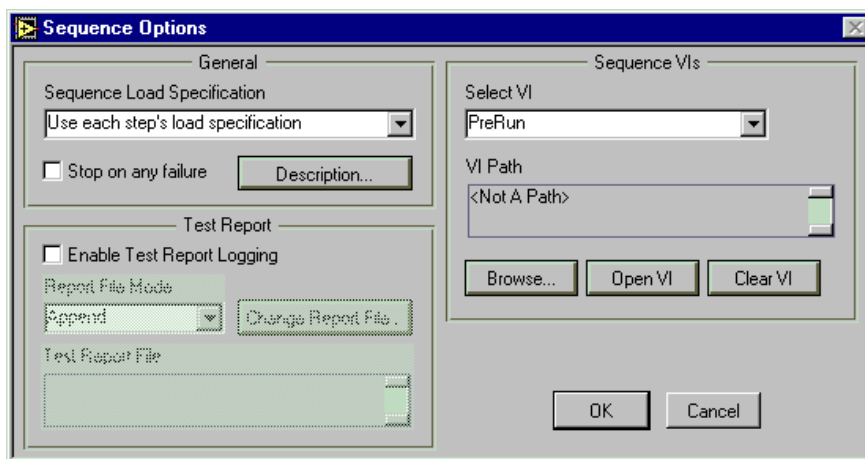 Sequence Options
General
Sequence Load Specification
Use each step's load specification
Stop on any failure
Description...
Test Report
Enable Test Report Logging
Report File Mode
Append
Change Report File .
Test Report File
Sequence VIs
Select VI
PreRun
VI Path
<Not A Path>
Browse...
Open VI
Clear VI
OK
Cancel